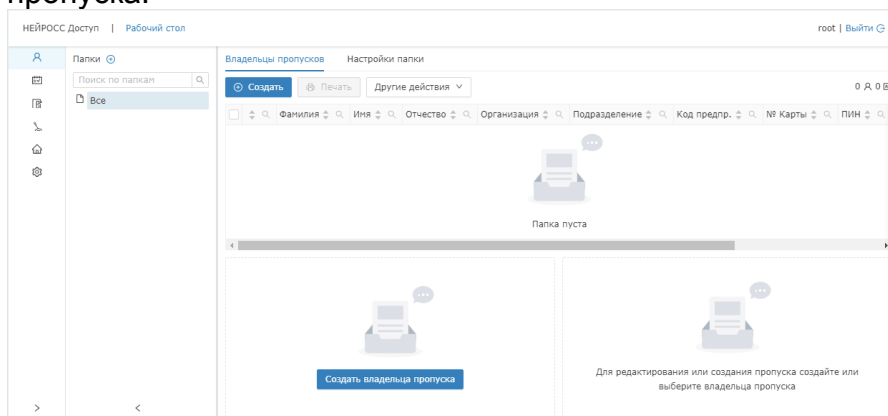 пропуска.
НЕЙРОСС Доступ | Рабочий стол root | Выйти
Папки
Поиск по папкам
Все
Владельцы пропусков Настройки папки
Создать Печать Другие действия 0 0
Фамилия Имя Отчество Организация Подразделение Код предпр. № Карты ПИН
Папка пуста
Создать владельца пропуска
Для редактирования или создания пропуска создайте или
выберите владельца пропуска